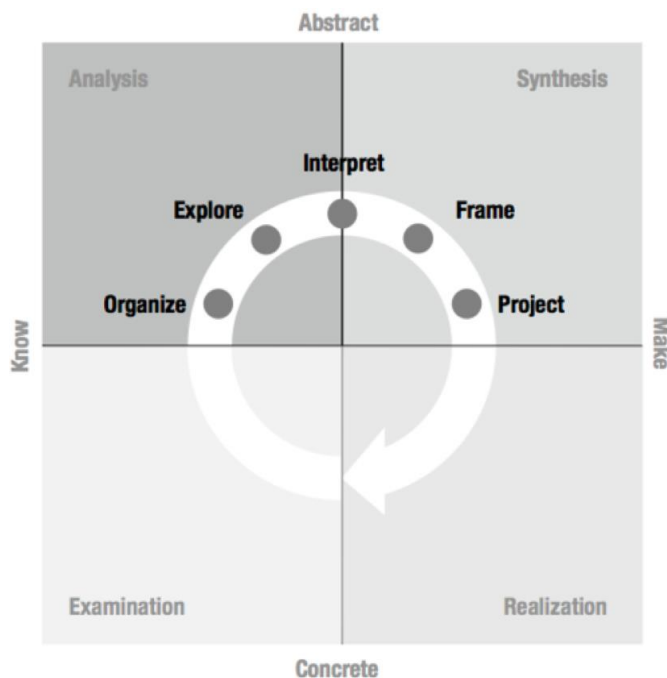 Abstract
Analysis
Synthesis
Interpret
Explore
Frame
Organize
Project
Know
Make
Examination
Realization
Concrete